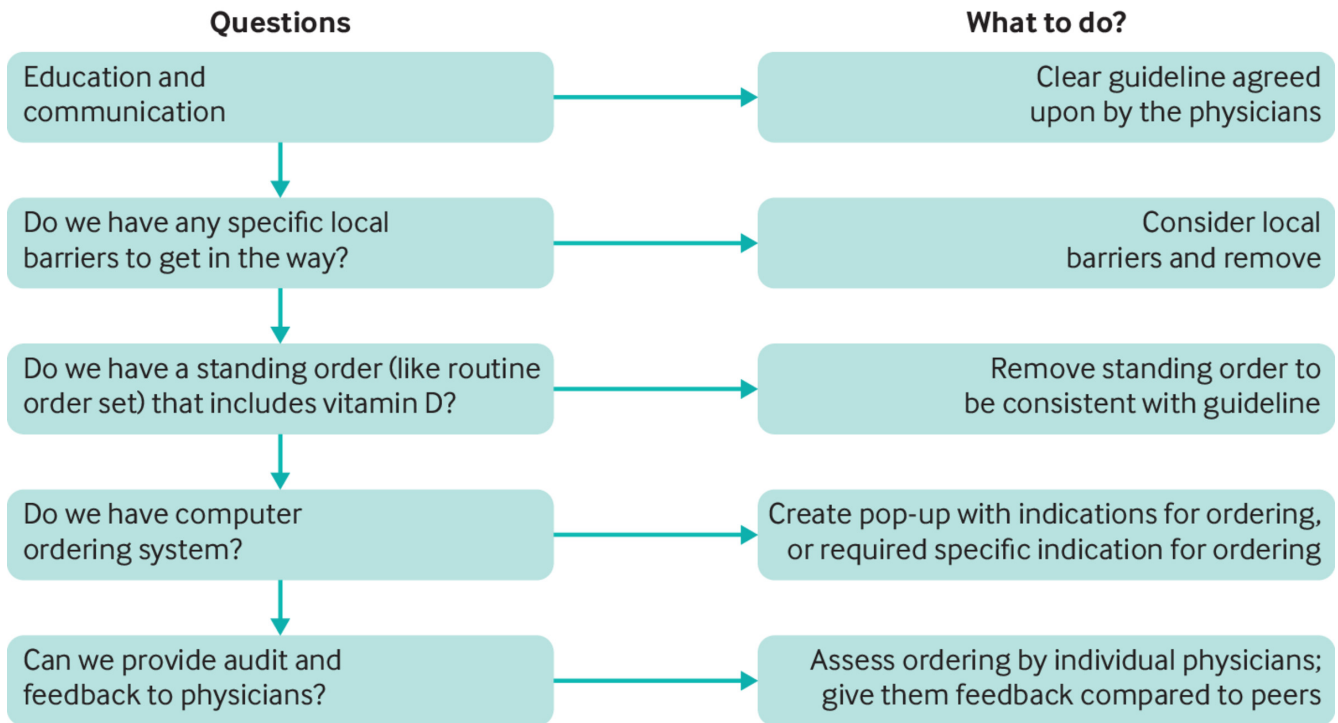 Questions
What to do?
Education and
communication
Clear guideline agreed
upon by the physicians
Do we have any specific local
barriers to get in the way?
Consider local
barriers and remove
Do we have a standing order (like routine
order set) that includes vitamin D?
Remove standing order to
be consistent with guideline
Do we have computer
ordering system?
Create pop-up with indications for ordering,
or required specific indication for ordering
Can we provide audit and
feedback to physicians?
Assess ordering by individual physicians;
give them feedback compared to peers